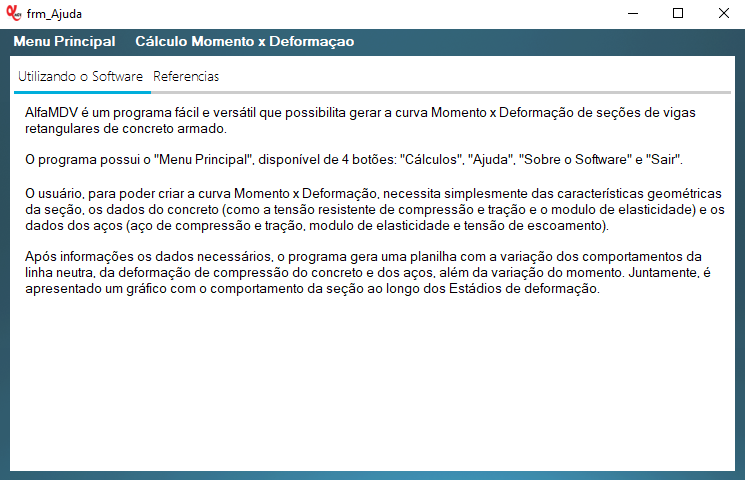 frm_Ajuda
Menu Principal Cálculo Momento x Deformaçao
Utilizando o Software Referencias
AlfaMDV é um programa fácil e versátil que possibilita gerar a curva Momento x Deformação de seções de vigas
retangulares de concreto armado.
O programa possui o "Menu Principal", disponível de 4 botões: "Cálculos", "Ajuda", "Sobre o Software" e "Sair".
O usuário, para poder criar a curva Momento x Deformação, necessita simplesmente das características geométricas
da seção, os dados do concreto (como a tensão resistente de compressão e tração e o modulo de elasticidade) e os
dados dos aços (aço de compressão e tração, modulo de elasticidade e tensão de escoamento).
Após informações os dados necessários, o programa gera uma planilha com a variação dos comportamentos da
linha neutra, da deformação de compressão do concreto e dos aços, além da variação do momento. Juntamente, é
apresentado um gráfico com o comportamento da seção ao longo dos Estádios de deformação.